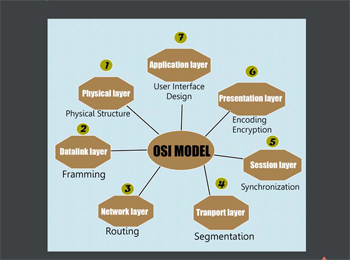 7
Application layer
User Interface
Design
1
Physical layer
Physical Structure
6
Presentation layer
Encoding
Encryption
2
Datalink layer
Framming
OSI MODEL
5
Session layer
Synchronization
3
Network layer
Routing
4
Tranport layer
Segmentation